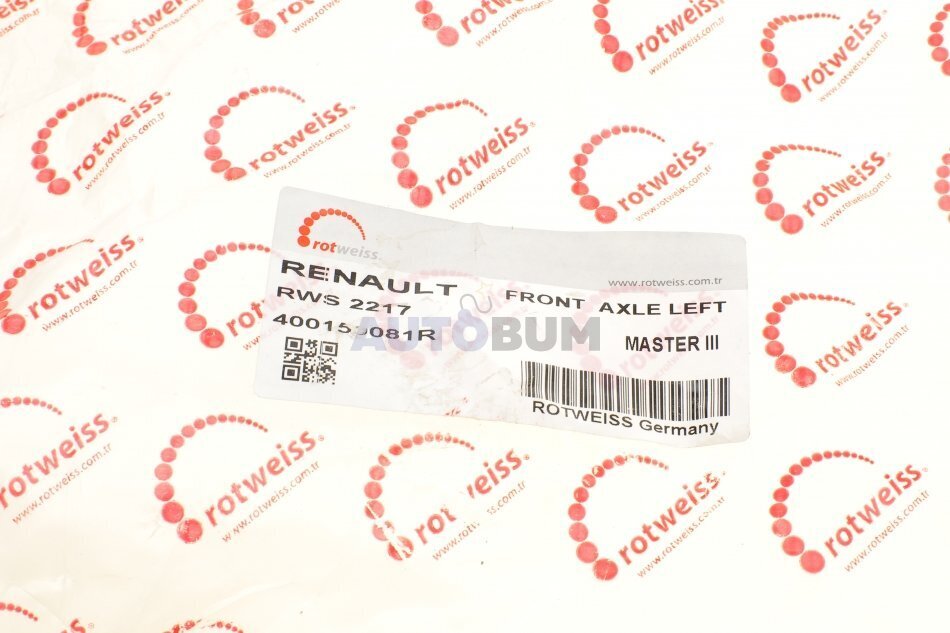 rotweiss
www.rotweiss.com.tr
RENAULT
RWS 2217
FRONT AXLE LEFT
MASTER III
AUTOBUM
ROTWEISS Germany
rotweiss®
www.rotweiss.com.tr